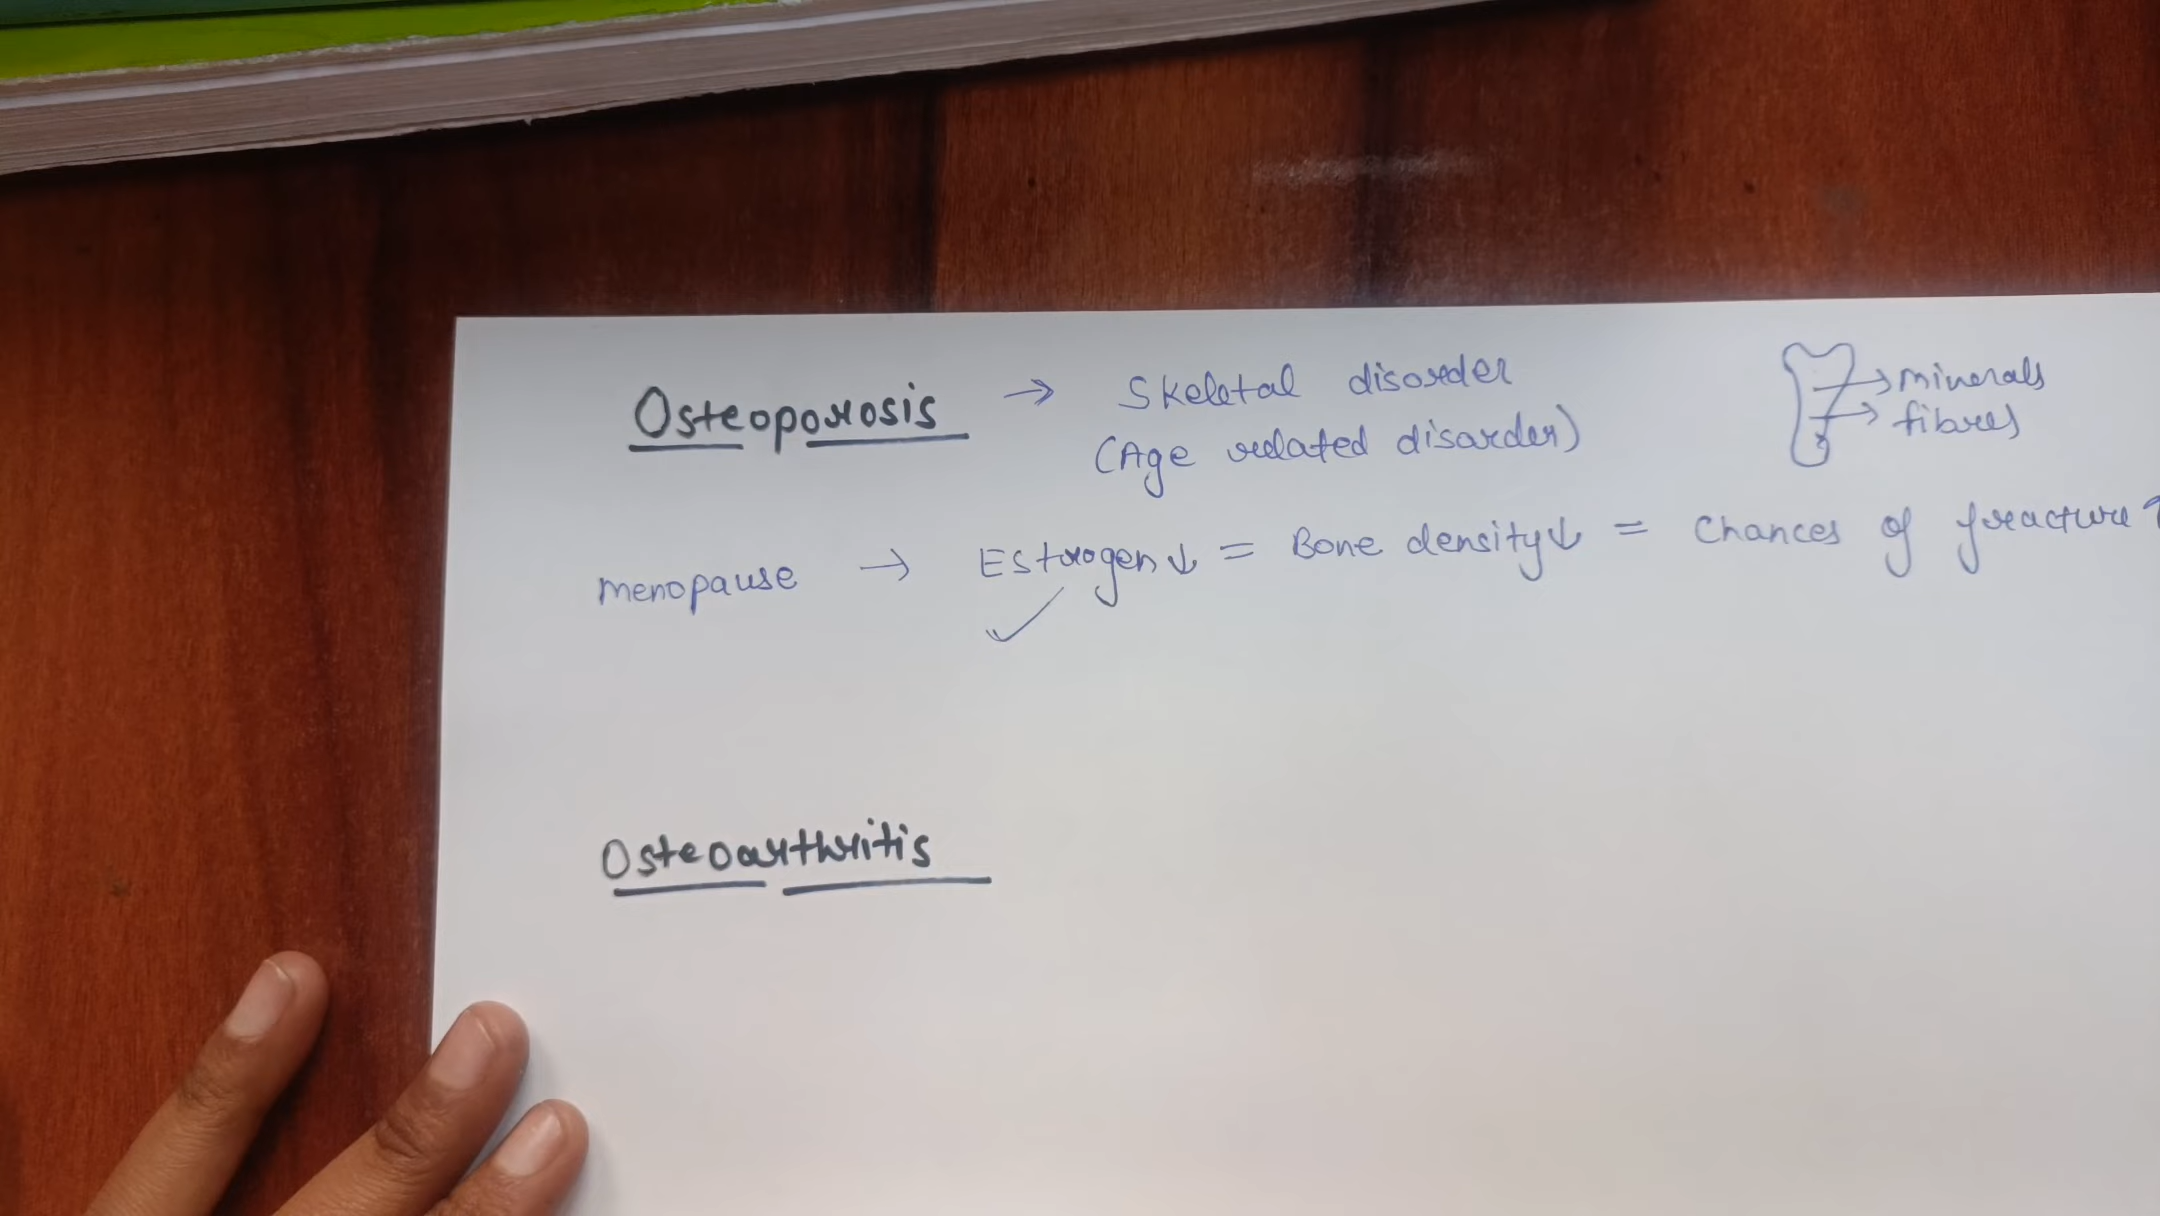 Osteoporosis → Skeletal disorder
(Age related disorder)
minerals
fibres
menopause → Estrogen↓ = Bone density↓ = Chances of fracture↑
Osteoarthritis